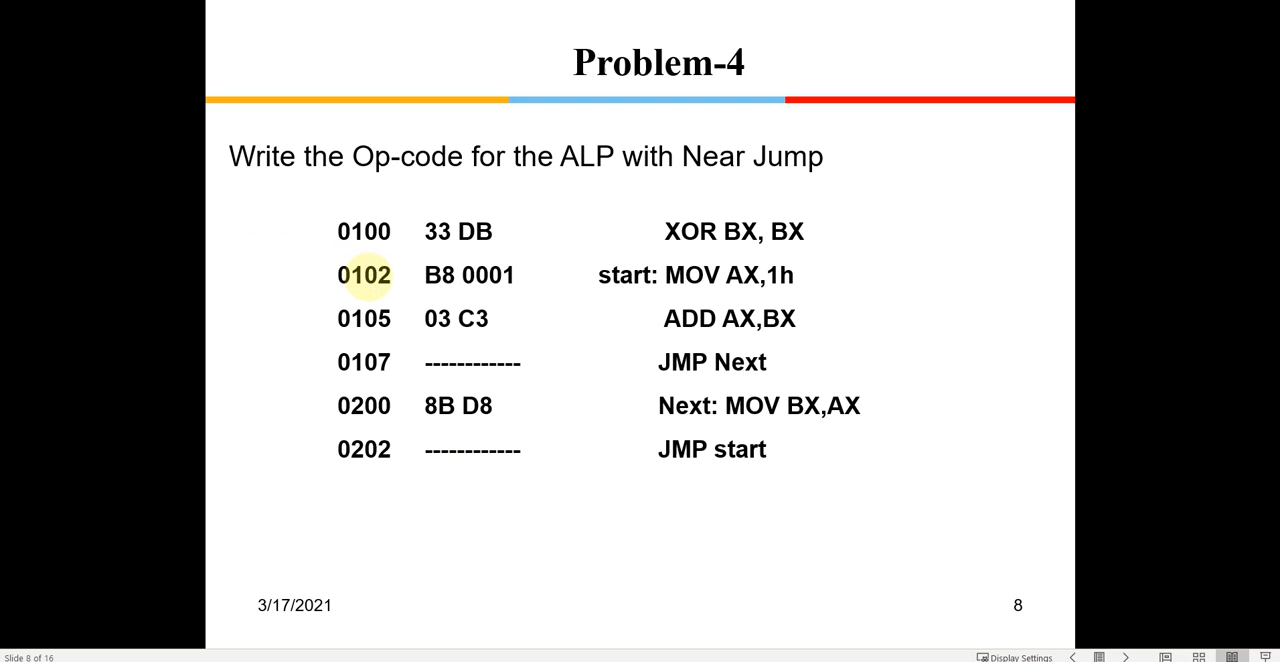 Problem-4
Write the Op-code for the ALP with Near Jump
0100 33 DB XOR BX, BX
0102 B8 0001 start: MOV AX,1h
0105 03 C3 ADD AX,BX
0107 ------------ JMP Next
0200 8B D8 Next: MOV BX,AX
0202 ------------ JMP start
3/17/2021 8
Slide 8 of 16 Display Settings